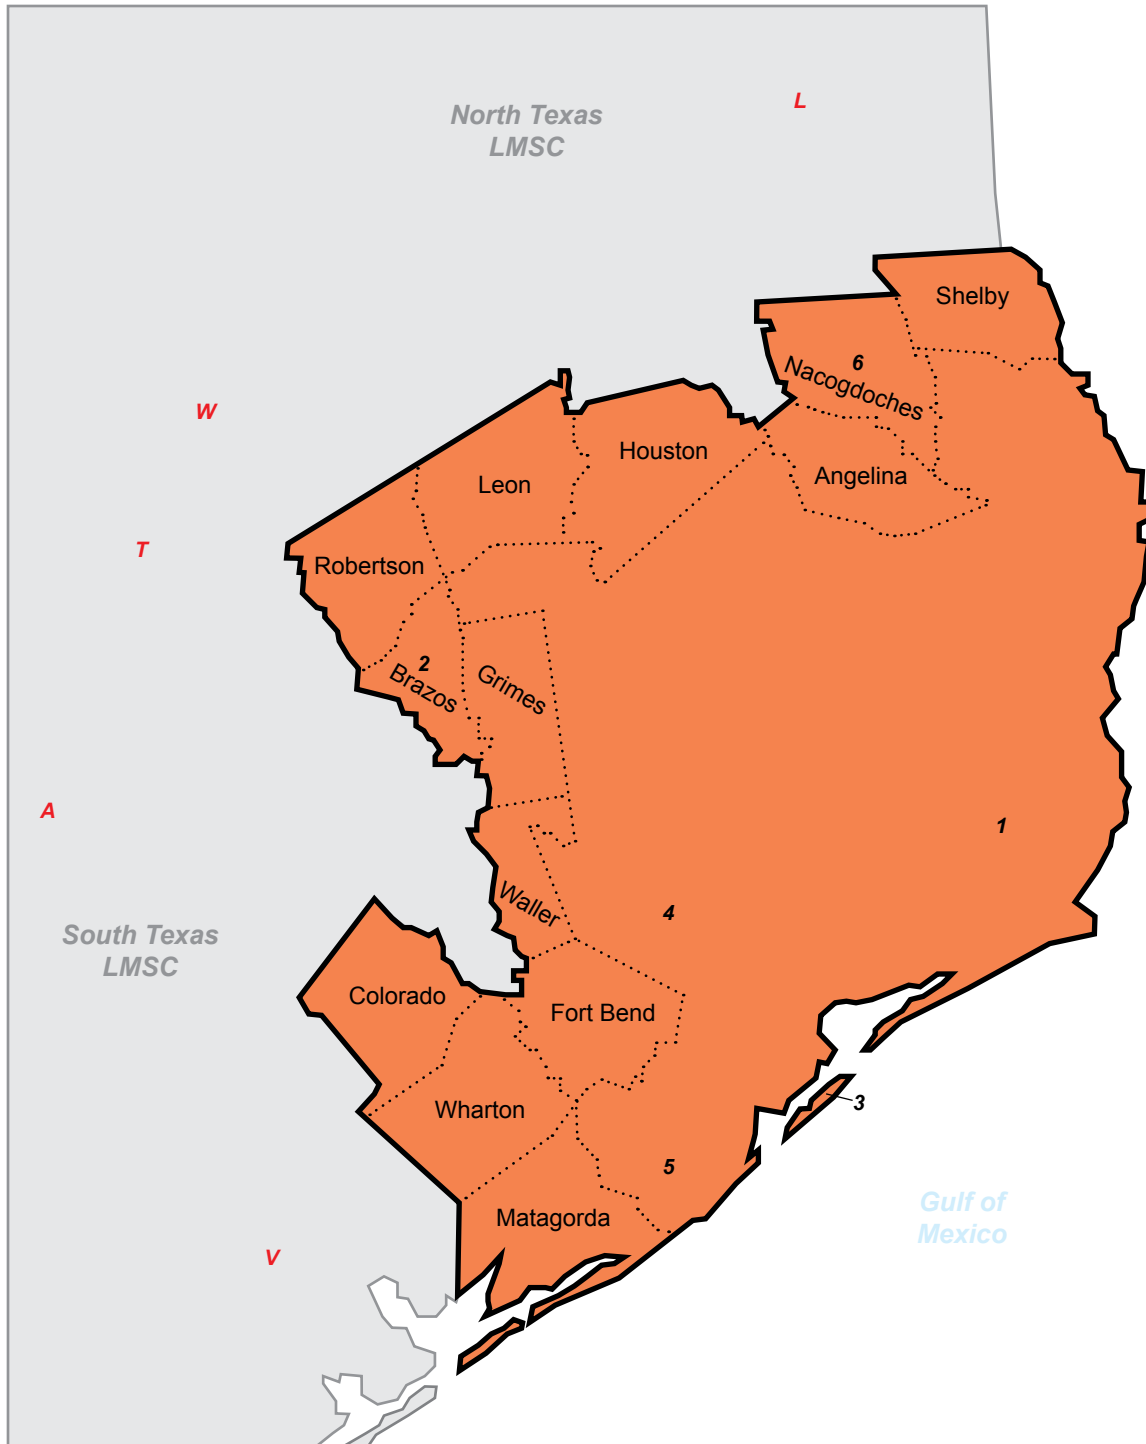 L
North Texas
LMSC
Shelby
6
Nacogdoches
W
Houston
Angelina
Leon
T
Robertson
2
Brazos
Grimes
A
1
Waller
4
South Texas
LMSC
Colorado
Fort Bend
Wharton
3
5
Matagorda
Gulf of
Mexico
V